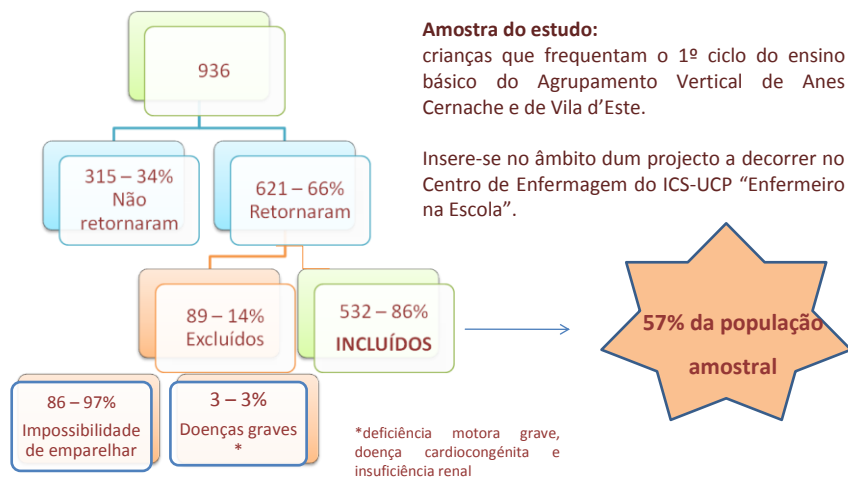 936
Amostra do estudo:
crianças que frequentam o 1º ciclo do ensino
básico do Agrupamento Vertical de Anes
Cernache e de Vila d’Este.
Insere-se no âmbito dum projecto a decorrer no
Centro de Enfermagem do ICS-UCP “Enfermeiro
na Escola”.
315 – 34%
Não
retornaram
621 – 66%
Retornaram
89 – 14%
Excluídos
532 – 86%
INCLUÍDOS
57% da população
amostral
86 – 97%
Impossibilidade
de emparelhar
3 – 3%
Doenças graves
*
*deficiência motora grave,
doença cardiocongénita e
insuficiência renal